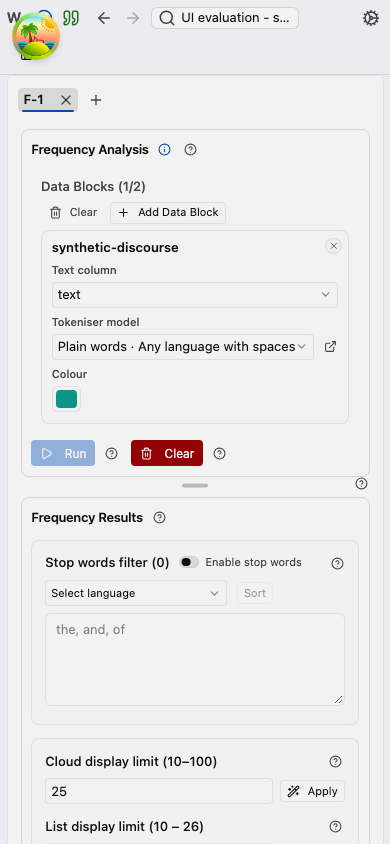 W
UI evaluation - s...
F-1
Frequency Analysis
Data Blocks (1/2)
Clear
Add Data Block
synthetic-discourse
Text column
text
Tokeniser model
Plain words · Any language with spaces
Colour
Run
Clear
Frequency Results
Stop words filter (0)
Enable stop words
Select language
Sort
the, and, of
Cloud display limit (10–100)
25
Apply
List display limit (10 – 26)